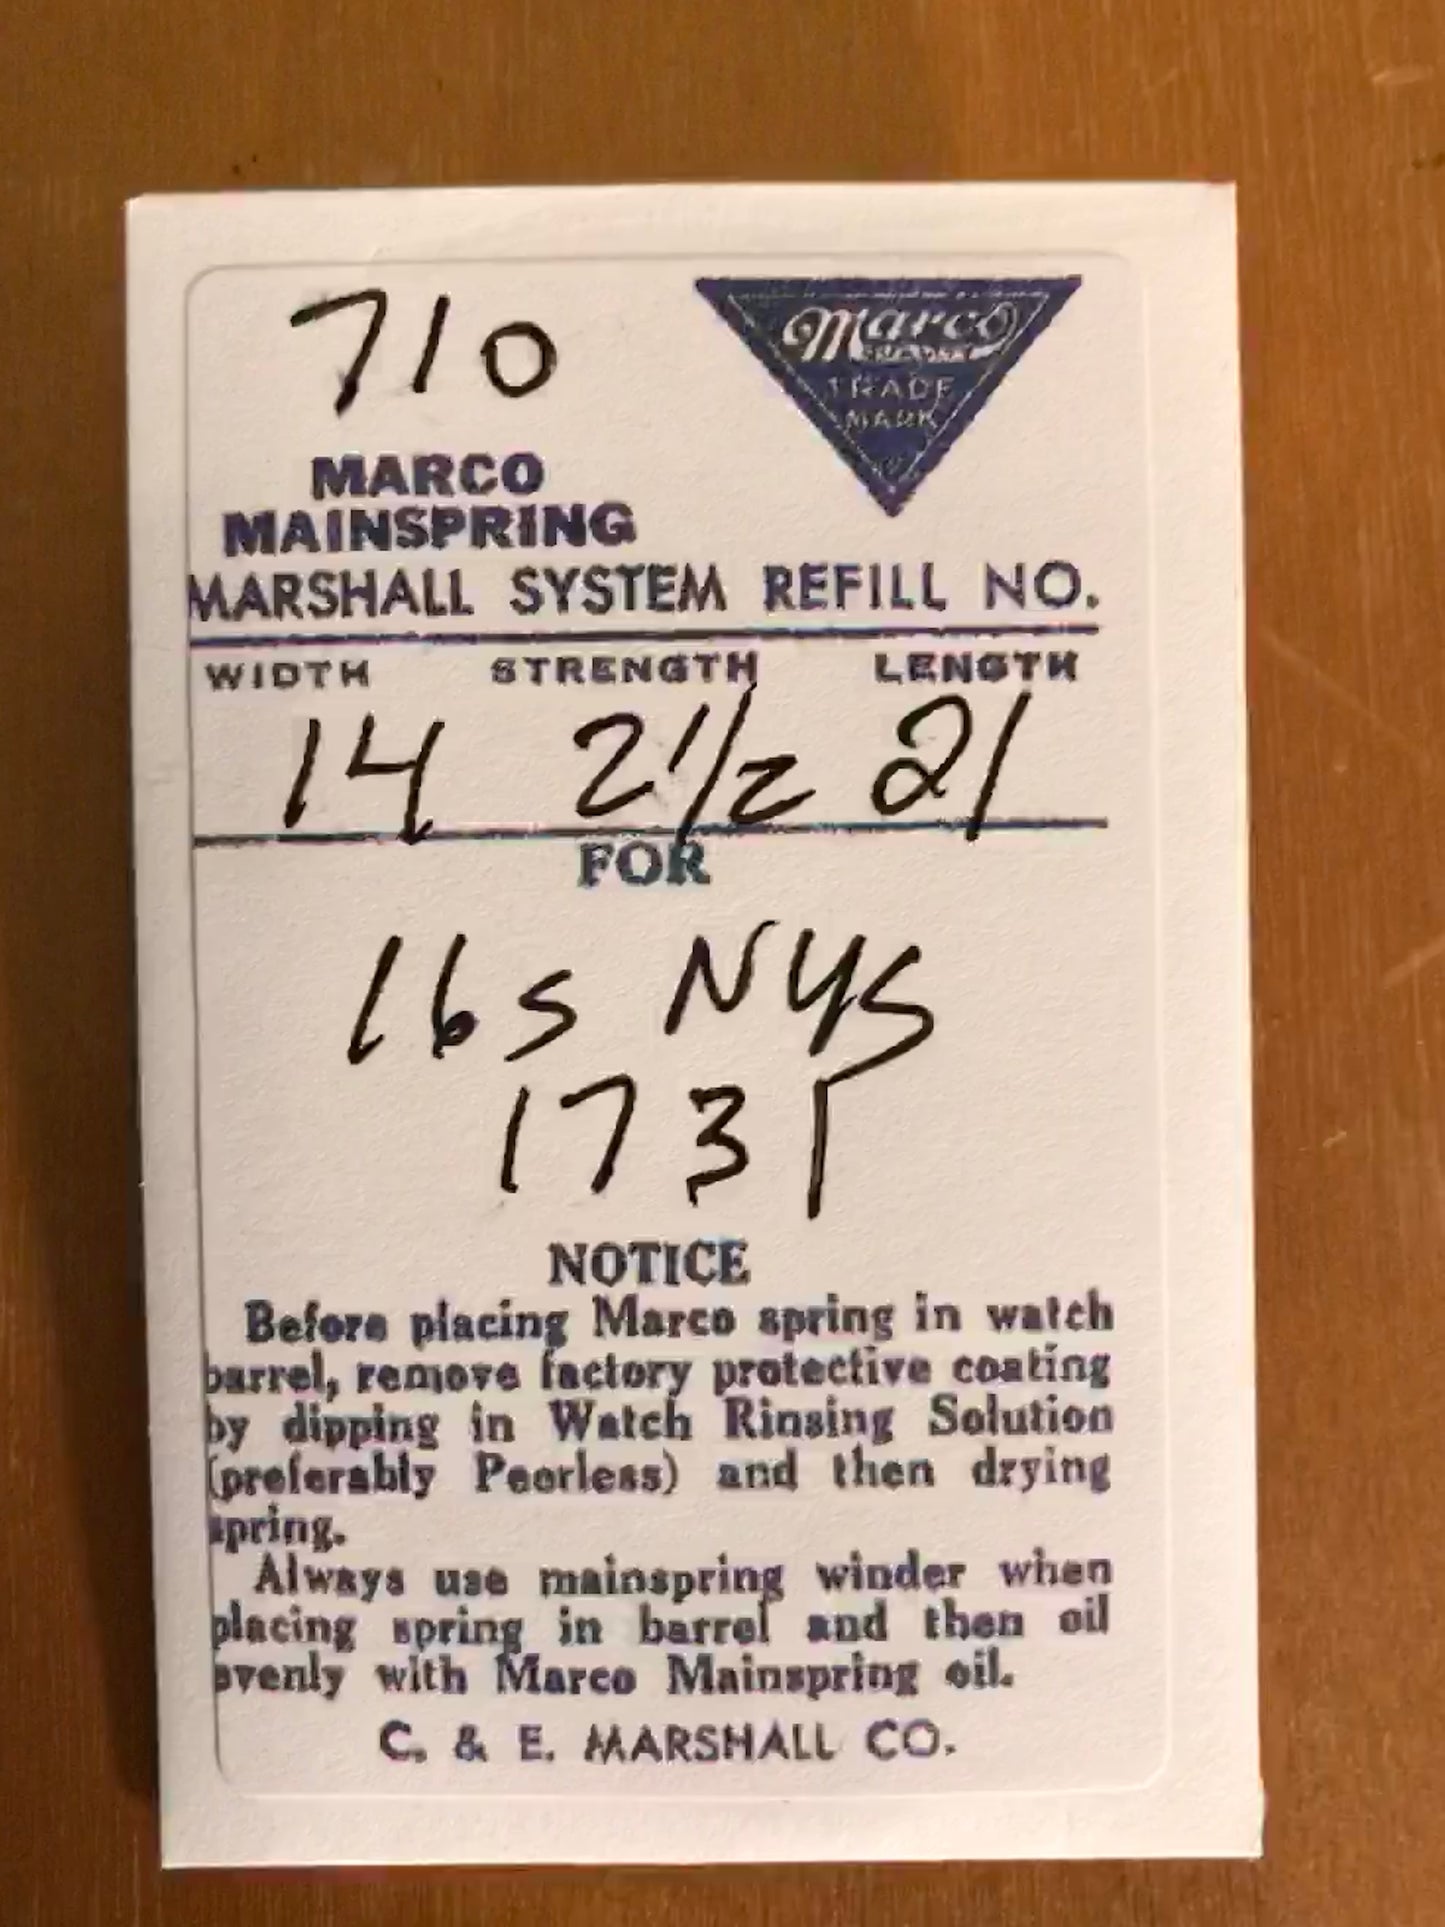 710
Marco
TRADE
MARK
MARCO
MAINSPRING
MARSHALL SYSTEM REFILL NO.
WIDTH STRENGTH LENGTH
14 2 1/2 21
FOR
16s NYS
1731
NOTICE
Before placing Marco spring in watch
barrel, remove factory protective coating
by dipping in Watch Rinsing Solution
(preferably Peerless) and then drying
spring.
Always use mainspring winder when
placing spring in barrel and then oil
evenly with Marco Mainspring oil.
C. & E. MARSHALL CO.